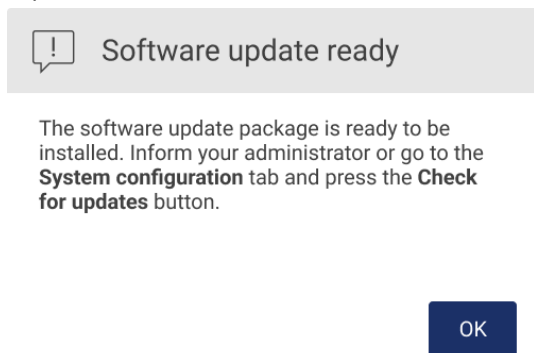 Software update ready
The software update package is ready to be
installed. Inform your administrator or go to the
System configuration tab and press the Check
for updates button.
OK